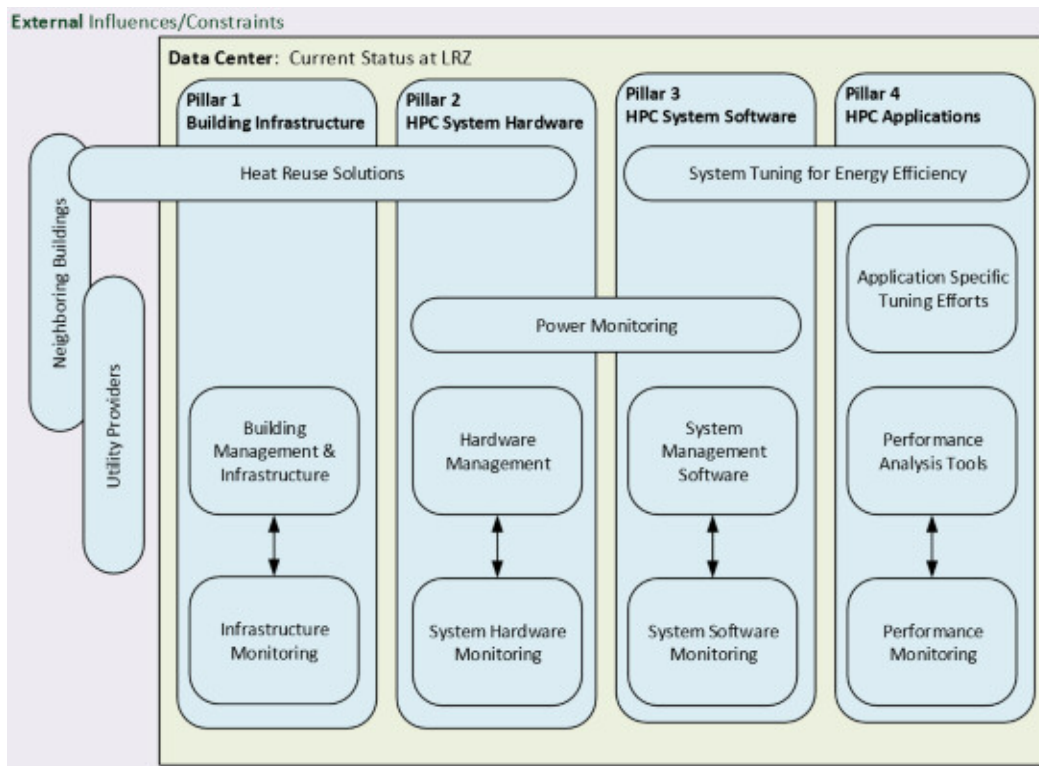 External Influences/Constraints
Data Center: Current Status at LRZ
Pillar 1
Building Infrastructure
Pillar 2
HPC System Hardware
Pillar 3
HPC System Software
Pillar 4
HPC Applications
Heat Reuse Solutions
System Tuning for Energy Efficiency
Neighboring Buildings
Utility Providers
Application Specific
Tuning Efforts
Power Monitoring
Building
Management &
Infrastructure
Hardware
Management
System
Management
Software
Performance
Analysis Tools
Infrastructure
Monitoring
System Hardware
Monitoring
System Software
Monitoring
Performance
Monitoring